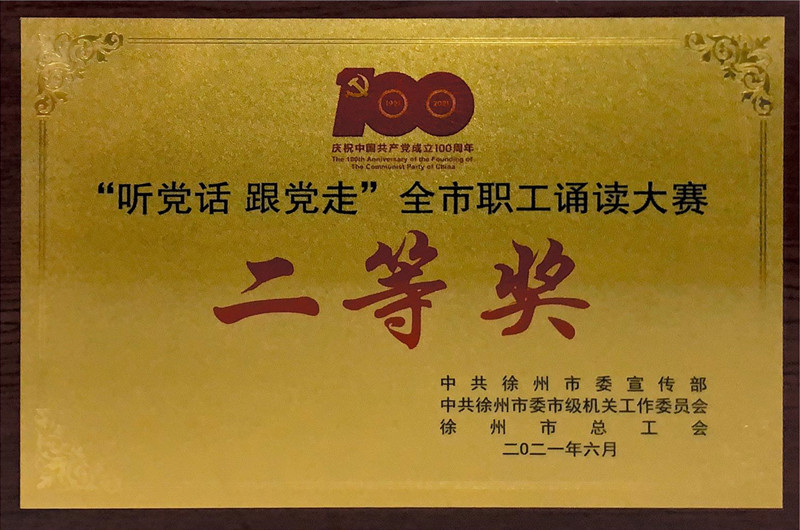 100
1921 2021
庆祝中国共产党成立100周年
The 100th Anniversary of the Founding of
The Communist Party of China
“听党话 跟党走”全市职工诵读大赛
二等奖
中共徐州市委宣传部
中共徐州市委市级机关工作委员会
徐州市总工会
二〇二一年六月